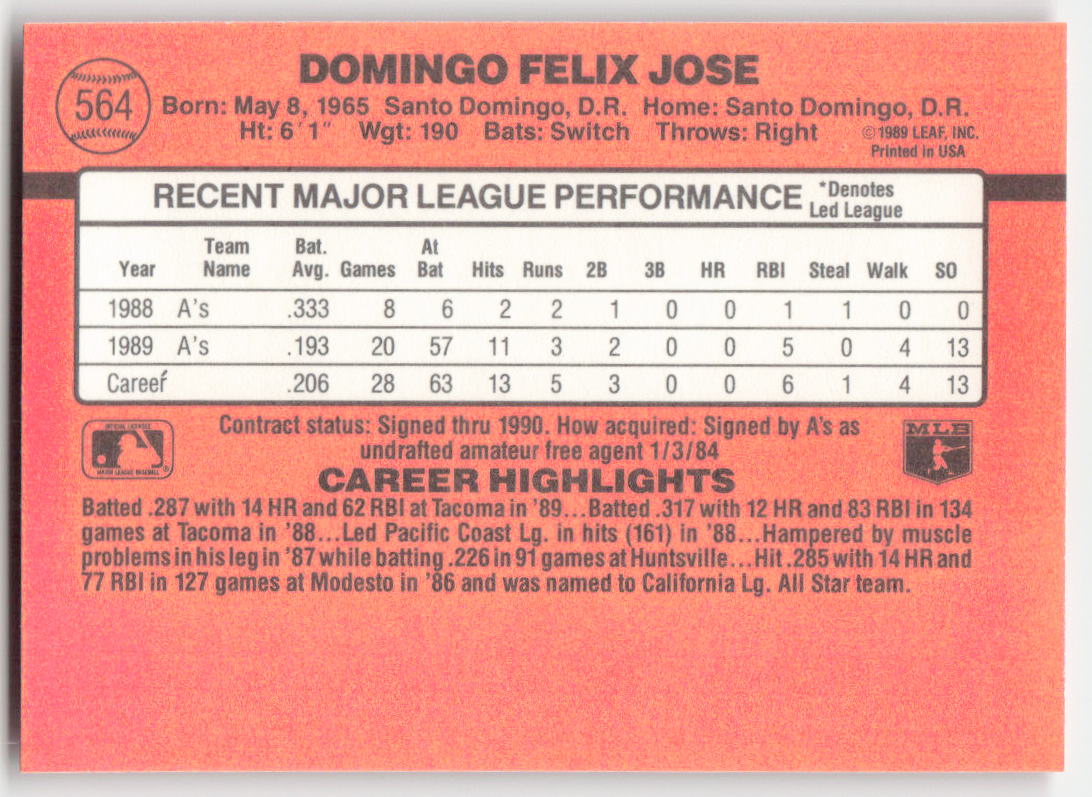 DOMINGO FELIX JOSE
564
Born: May 8, 1965 Santo Domingo, D.R. Home: Santo Domingo, D.R.
Ht: 6'1" Wgt: 190 Bats: Switch Throws: Right ©1989 LEAF, INC.
Printed in USA
RECENT MAJOR LEAGUE PERFORMANCE *Denotes Led League
Year Team Name Bat. Avg. Games At Bat Hits Runs 2B 3B HR RBI Steal Walk SO
1988 A's .333 8 6 2 2 1 0 0 1 1 0 0
1989 A's .193 20 57 11 3 2 0 0 5 0 4 13
Career .206 28 63 13 5 3 0 0 6 1 4 13
Contract status: Signed thru 1990. How acquired: Signed by A's as
undrafted amateur free agent 1/3/84
OFFICIAL LICENSEE
MAJOR LEAGUE BASEBALL ®
MLB
CAREER HIGHLIGHTS
Batted .287 with 14 HR and 62 RBI at Tacoma in '89...Batted .317 with 12 HR and 83 RBI in 134
games at Tacoma in '88...Led Pacific Coast Lg. in hits (161) in '88...Hampered by muscle
problems in his leg in '87 while batting .226 in 91 games at Huntsville...Hit .285 with 14 HR and
77 RBI in 127 games at Modesto in '86 and was named to California Lg. All Star team.